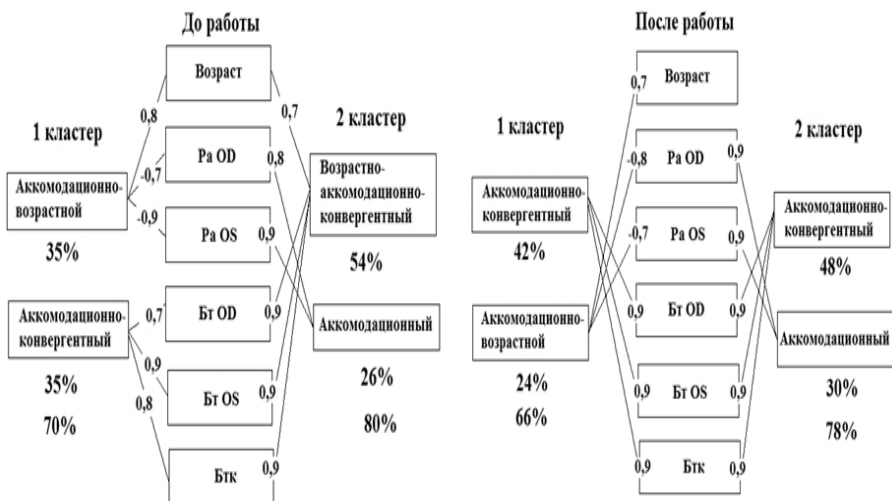 До работы
После работы
Возраст
0,8
0,7
1 кластер
2 кластер
Ра OD
-0,7
0,8
Аккомодационно-
возрастной
Возрастно-
аккомодационно-
конвергентный
Ра OS
-0,9
0,9
35%
54%
Аккомодационно-
конвергентный
Бт OD
0,7
0,9
Аккомодационный
35%
26%
Бт OS
0,9
0,9
70%
80%
0,8
Бтк
0,9
Возраст
0,7
1 кластер
2 кластер
Ра OD
-0,8
0,9
Аккомодационно-
конвергентный
Аккомодационно-
конвергентный
Ра OS
-0,7
0,9
42%
48%
Бт OD
0,9
0,9
Аккомодационно-
возрастной
Аккомодационный
24%
30%
Бт OS
0,9
0,9
66%
78%
Бтк
0,9
0,9